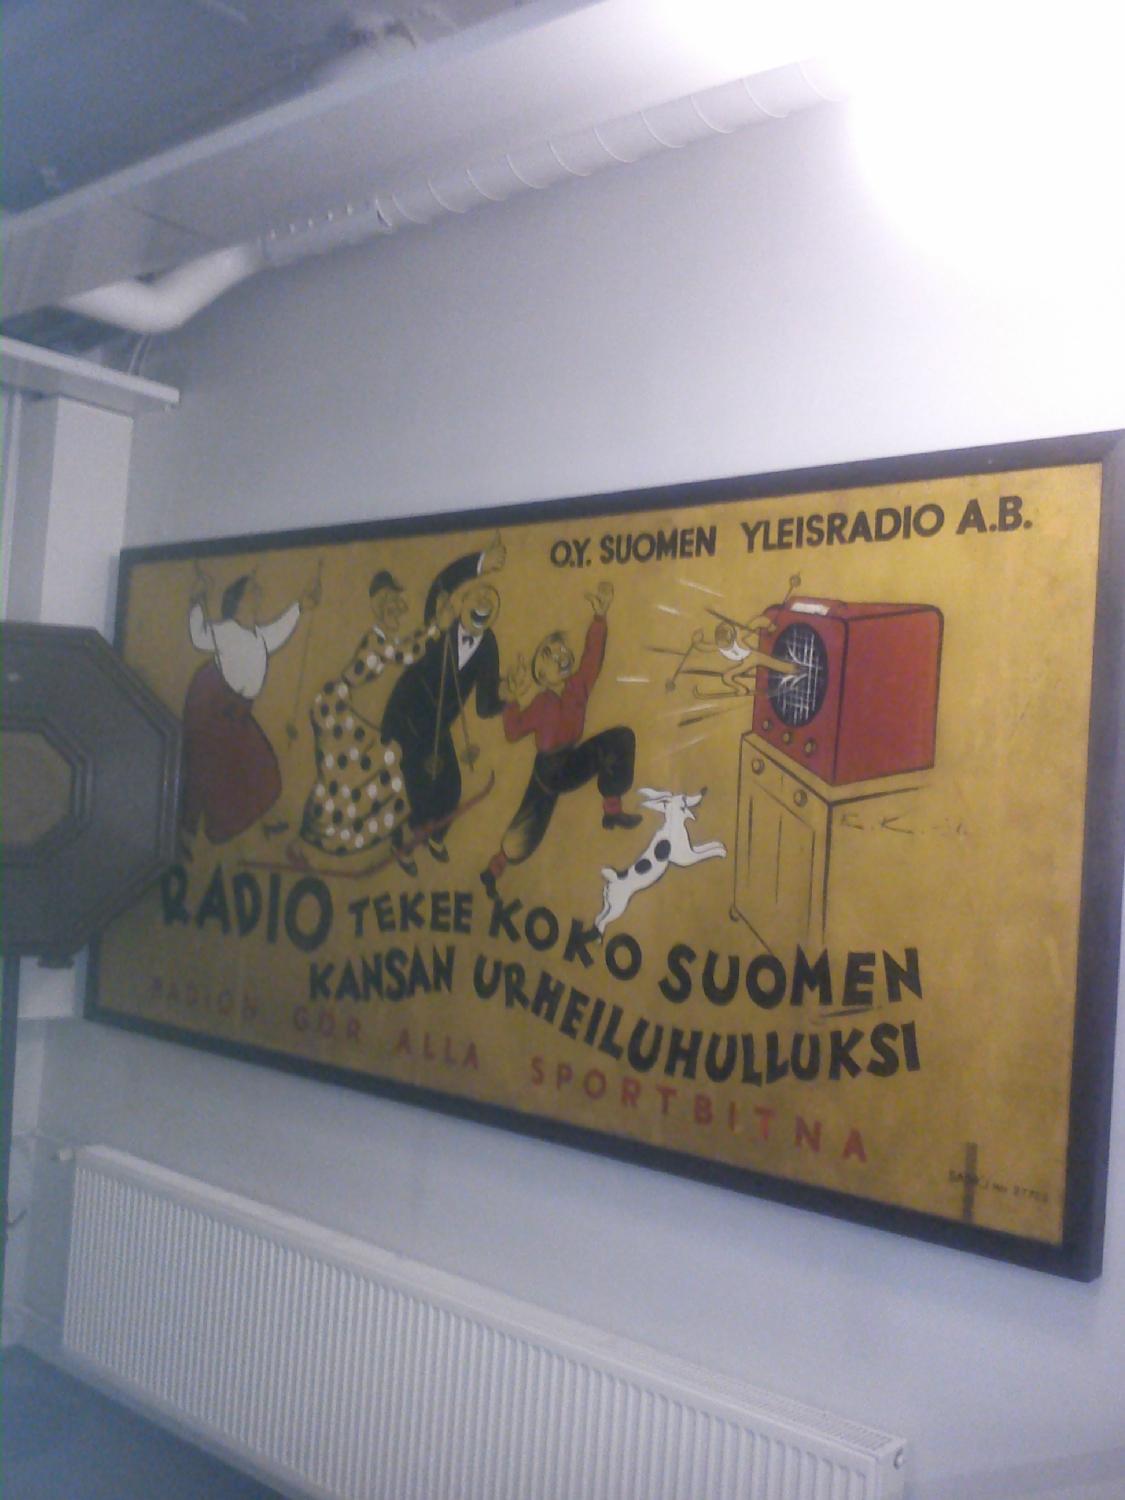 O.Y. SUOMEN YLEISRADIO A.B.
RADIO TEKEE KOKO SUOMEN
KANSAN URHEILUHULLUKSI
RADION GÖR ALLA SPORTBITNA